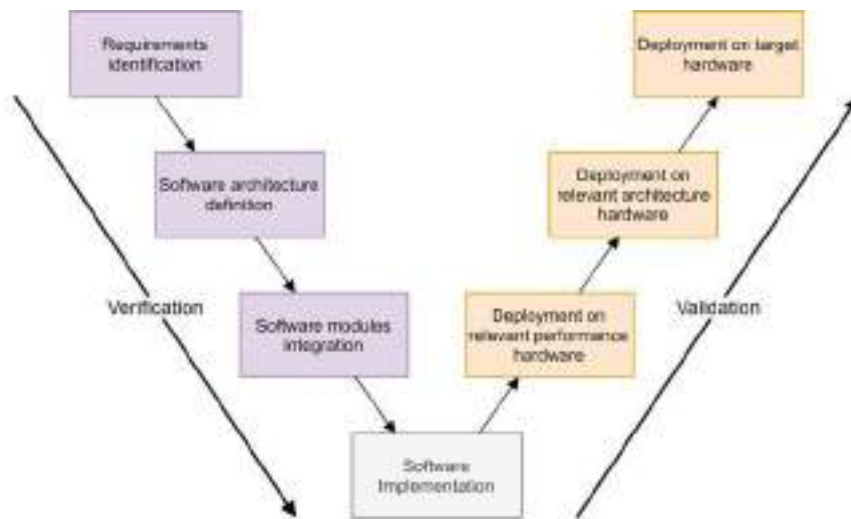 Requirements
identification
Deployment on target
hardware
Software architecture
definition
Deployment on
relevant architecture
hardware
Verification
Validation
Software modules
integration
Deployment on
relevant performance
hardware
Software
Implementation